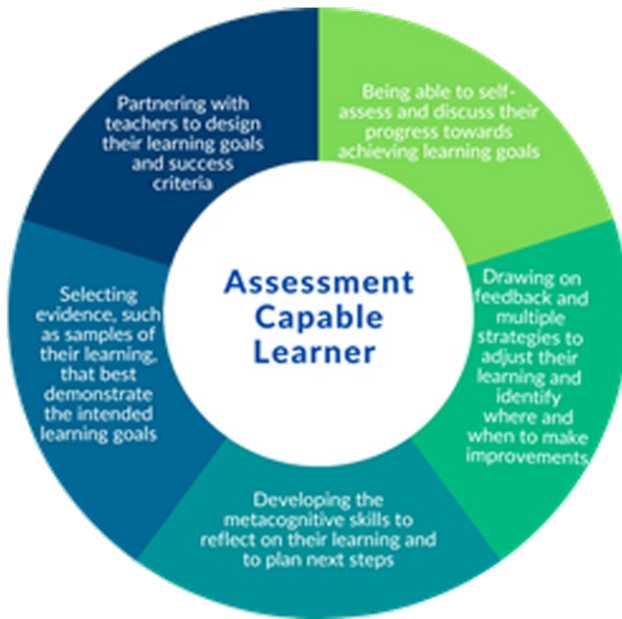 Partnering with
teachers to design
their learning goals
and success
criteria
Being able to self-
assess and discuss their
progress towards
achieving learning goals
Assessment
Capable
Learner
Selecting
evidence, such
as samples of
their learning,
that best
demonstrate
the intended
learning goals
Drawing on
feedback and
multiple
strategies to
adjust their
learning and
identify
where and
when to make
improvements
Developing the
metacognitive skills to
reflect on their learning and
to plan next steps